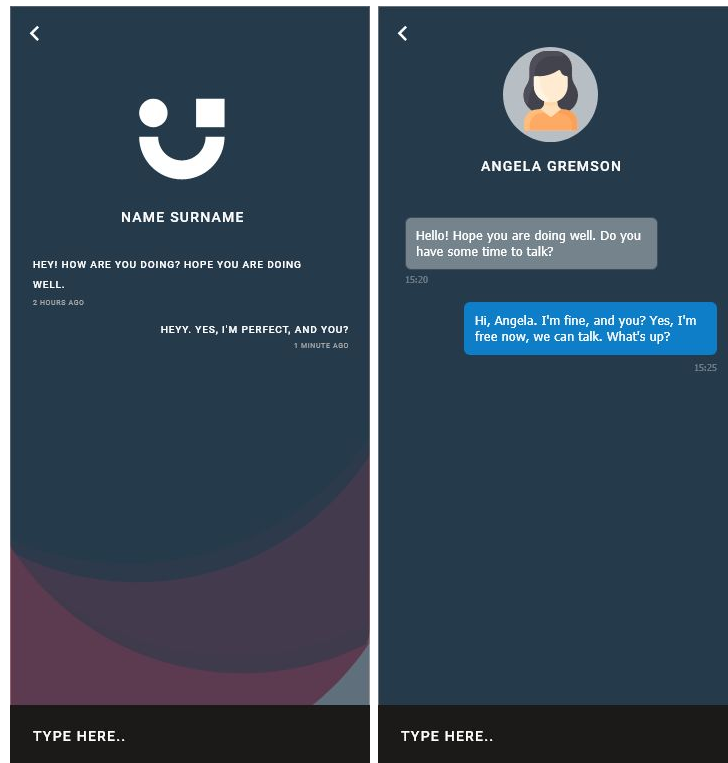 NAME SURNAME
HEY! HOW ARE YOU DOING? HOPE YOU ARE DOING
WELL.
2 HOURS AGO
HEYY. YES, I'M PERFECT, AND YOU?
1 MINUTE AGO
TYPE HERE..
ANGELA GREMSON
Hello! Hope you are doing well. Do you
have some time to talk?
15:20
Hi, Angela. I'm fine, and you? Yes, I'm
free now, we can talk. What's up?
15:25
TYPE HERE..